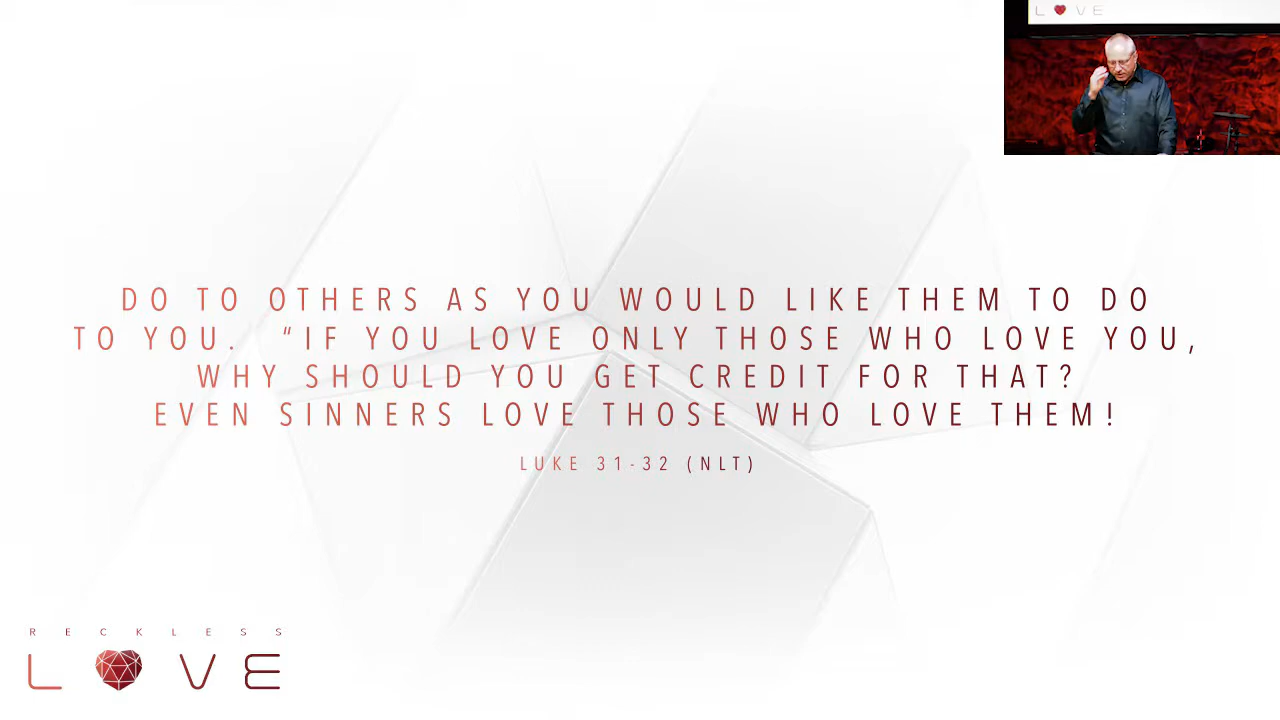 L VE
DO TO OTHERS AS YOU WOULD LIKE THEM TO DO
TO YOU. “IF YOU LOVE ONLY THOSE WHO LOVE YOU,
WHY SHOULD YOU GET CREDIT FOR THAT?
EVEN SINNERS LOVE THOSE WHO LOVE THEM!
LUKE 31-32 (NLT)
RECKLESS
L VE